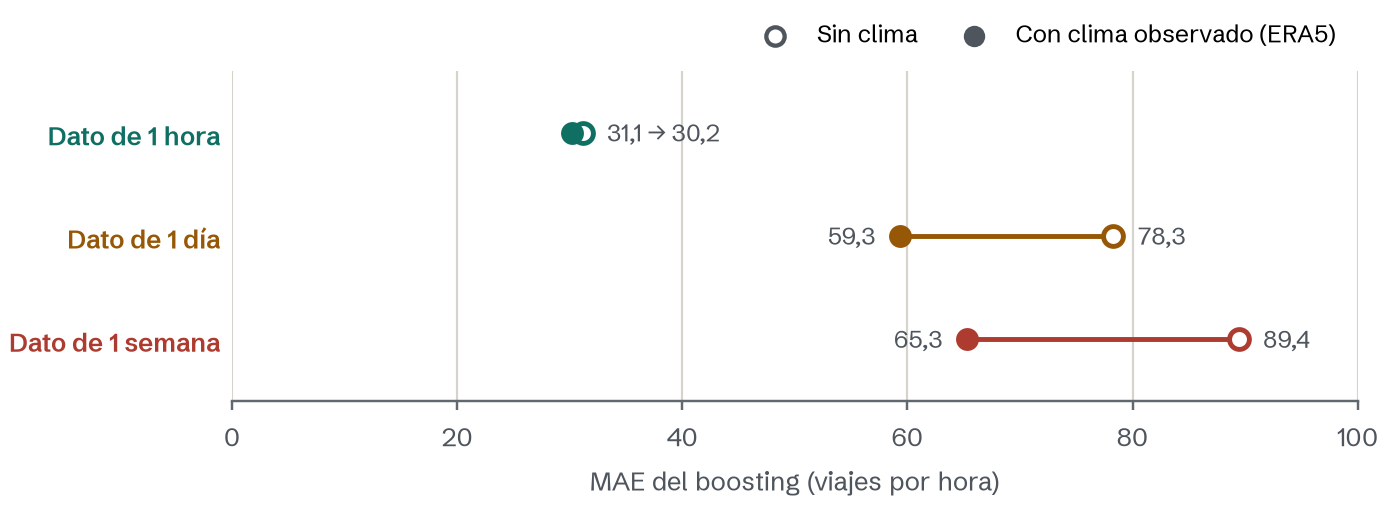 Sin clima
Con clima observado (ERA5)
Dato de 1 hora
31,1 → 30,2
Dato de 1 día
59,3
78,3
Dato de 1 semana
65,3
89,4
0
20
40
60
80
100
MAE del boosting (viajes por hora)